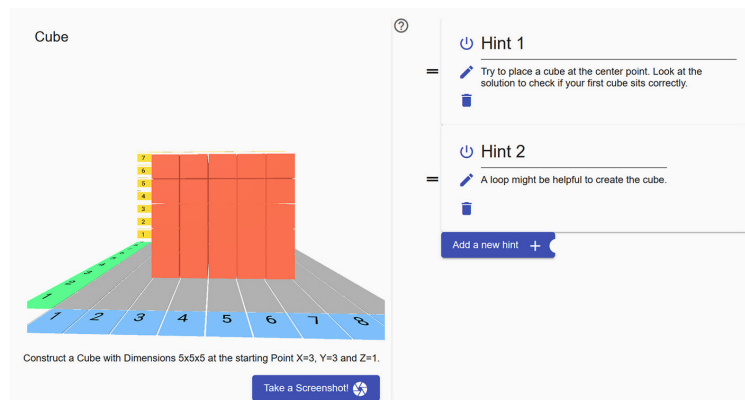 Cube
7
6
5
4
3
2
1
1
1 2 3 4 5 6 7 8
Construct a Cube with Dimensions 5x5x5 at the starting Point X=3, Y=3 and Z=1.
Take a Screenshot!
?
Hint 1
Try to place a cube at the center point. Look at the
solution to check if your first cube sits correctly.
Hint 2
A loop might be helpful to create the cube.
Add a new hint +